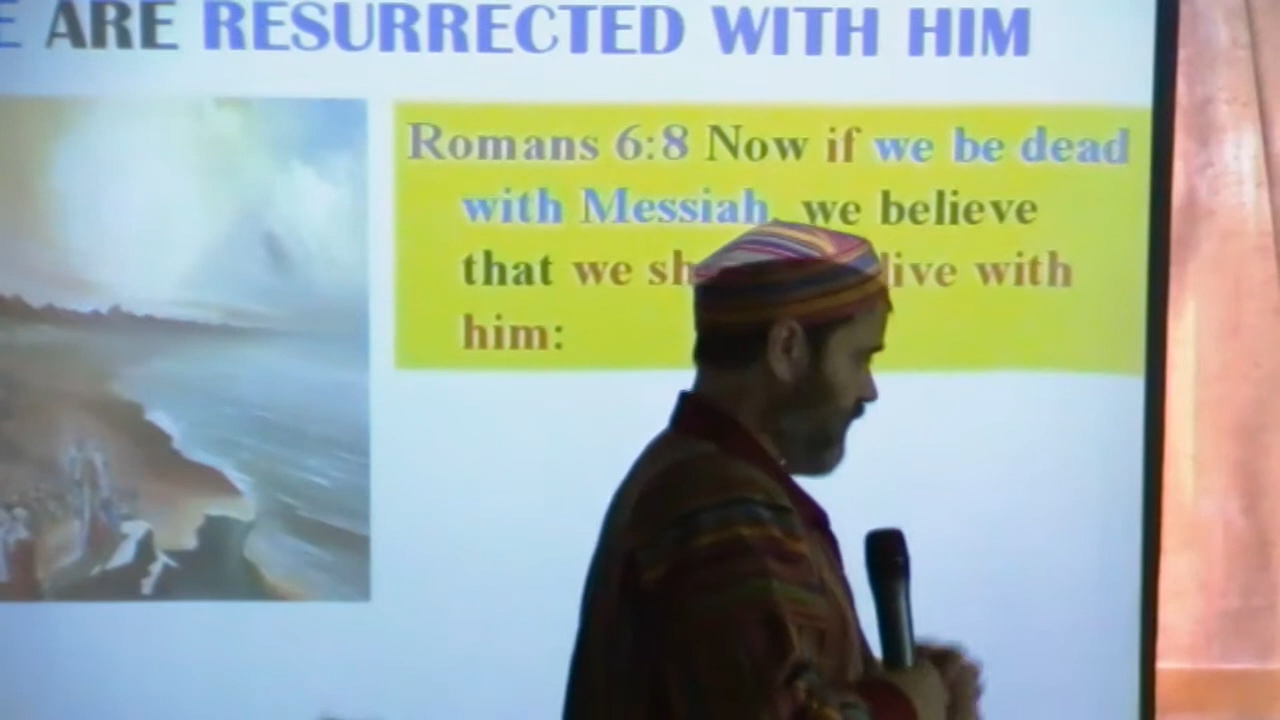 ARE RESURRECTED WITH HIM
Romans 6:8 Now if we be dead
with Messiah, we believe
that we live with
him: